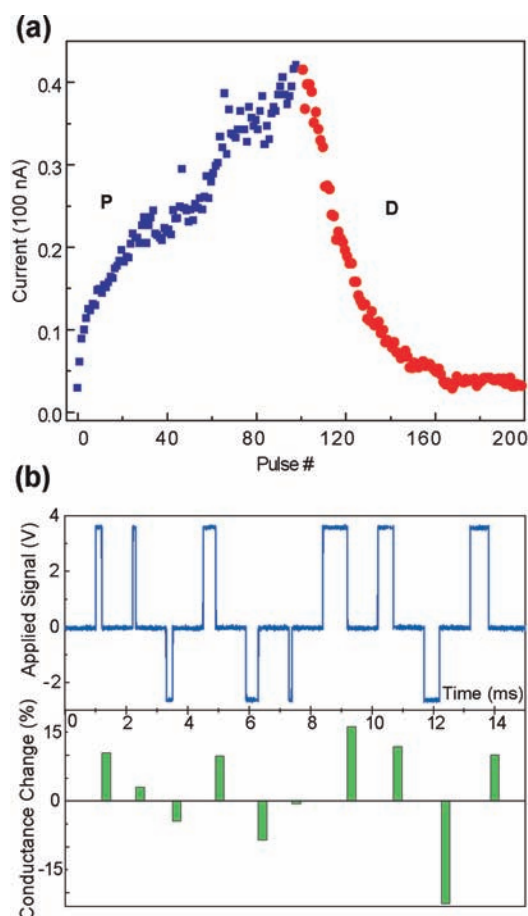 (a)
0.4
0.3
0.2
0.1
0.0
Current (100 nA)
P
D
0
40
80
120
160
200
Pulse #
(b)
4
2
0
-2
Applied Signal (V)
Time (ms)
0
2
4
6
8
10
12
14
15
0
-15
Conductance Change (%)